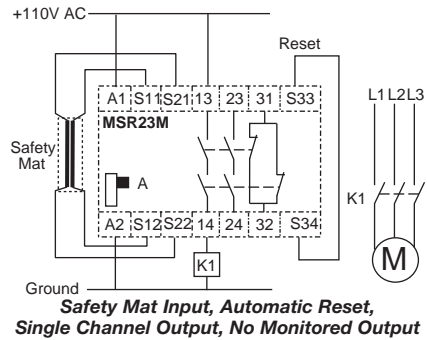 +110V AC
Reset
A1 S11 S21 13 23 31 S33
MSR23M
L1 L2 L3
Safety
Mat
A
K1
A2 S12 S22 14 24 32 S34
K1
M
Ground
Safety Mat Input, Automatic Reset,
Single Channel Output, No Monitored Output